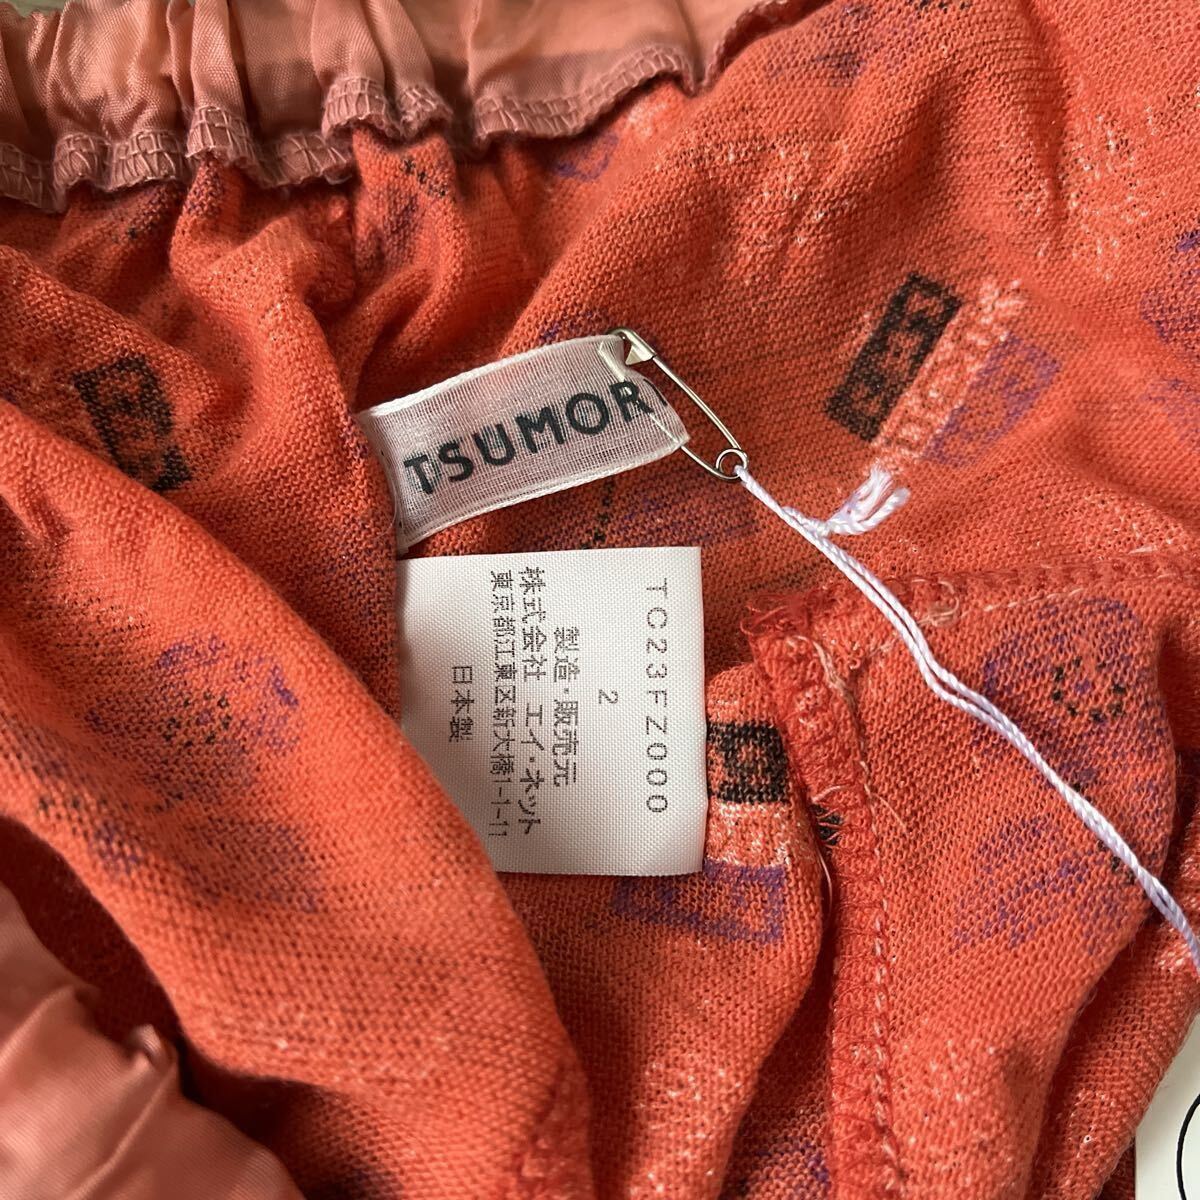 TSUMORI
TC23FZ000
2
製造・販売元
株式会社 エイ・ネット
東京都江東区新大橋1-1-11
日本製